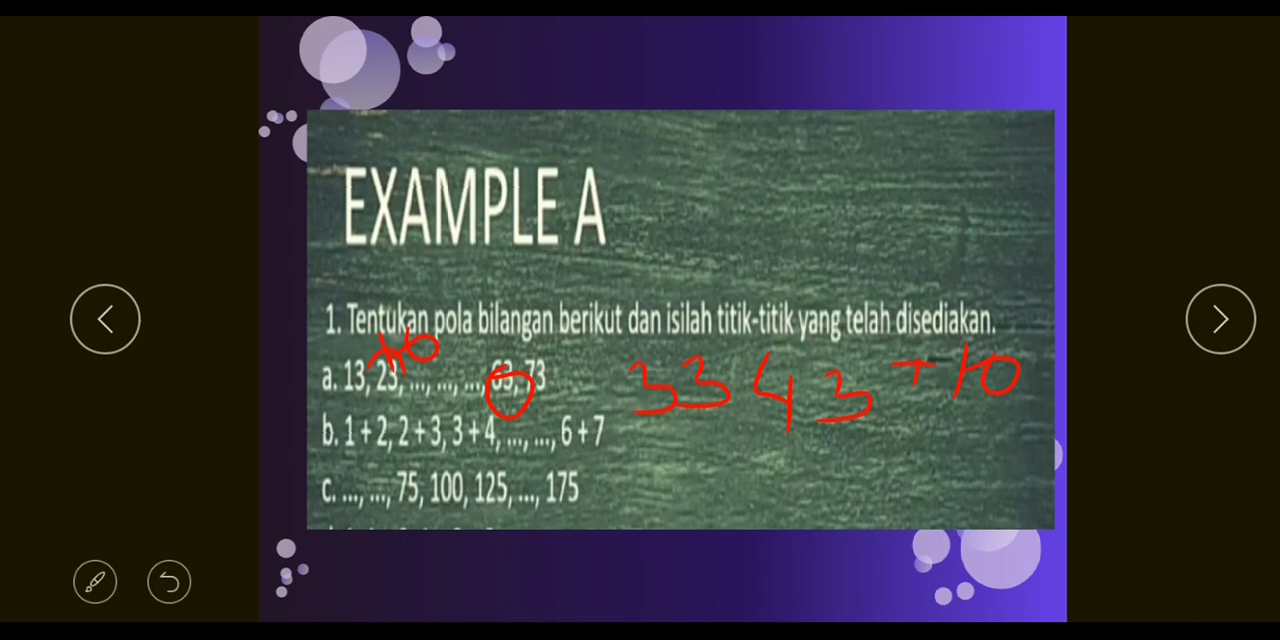 EXAMPLE A
1. Tentukan pola bilangan berikut dan isilah titik-titik yang telah disediakan.
+10
a. 13, 23, ..., ..., ..., 63, 73 33 43 +10
b. 1 + 2, 2 + 3, 3 + 4, ..., ..., 6 + 7
c. ..., ..., 75, 100, 125, ..., 175